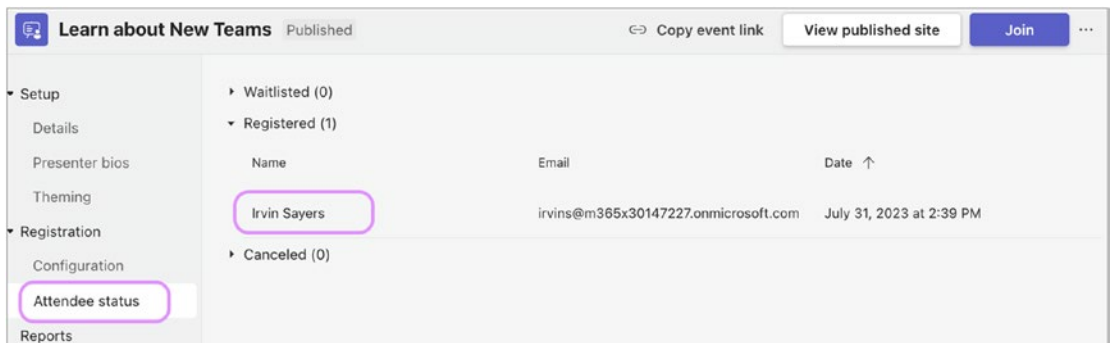 Learn about New Teams Published Copy event link View published site Join ...
Setup
Details
Presenter bios
Theming
Registration
Configuration
Attendee status
Reports
Waitlisted (0)
Registered (1)
Name Email Date ↑
Irvin Sayers irvins@m365x30147227.onmicrosoft.com July 31, 2023 at 2:39 PM
Canceled (0)